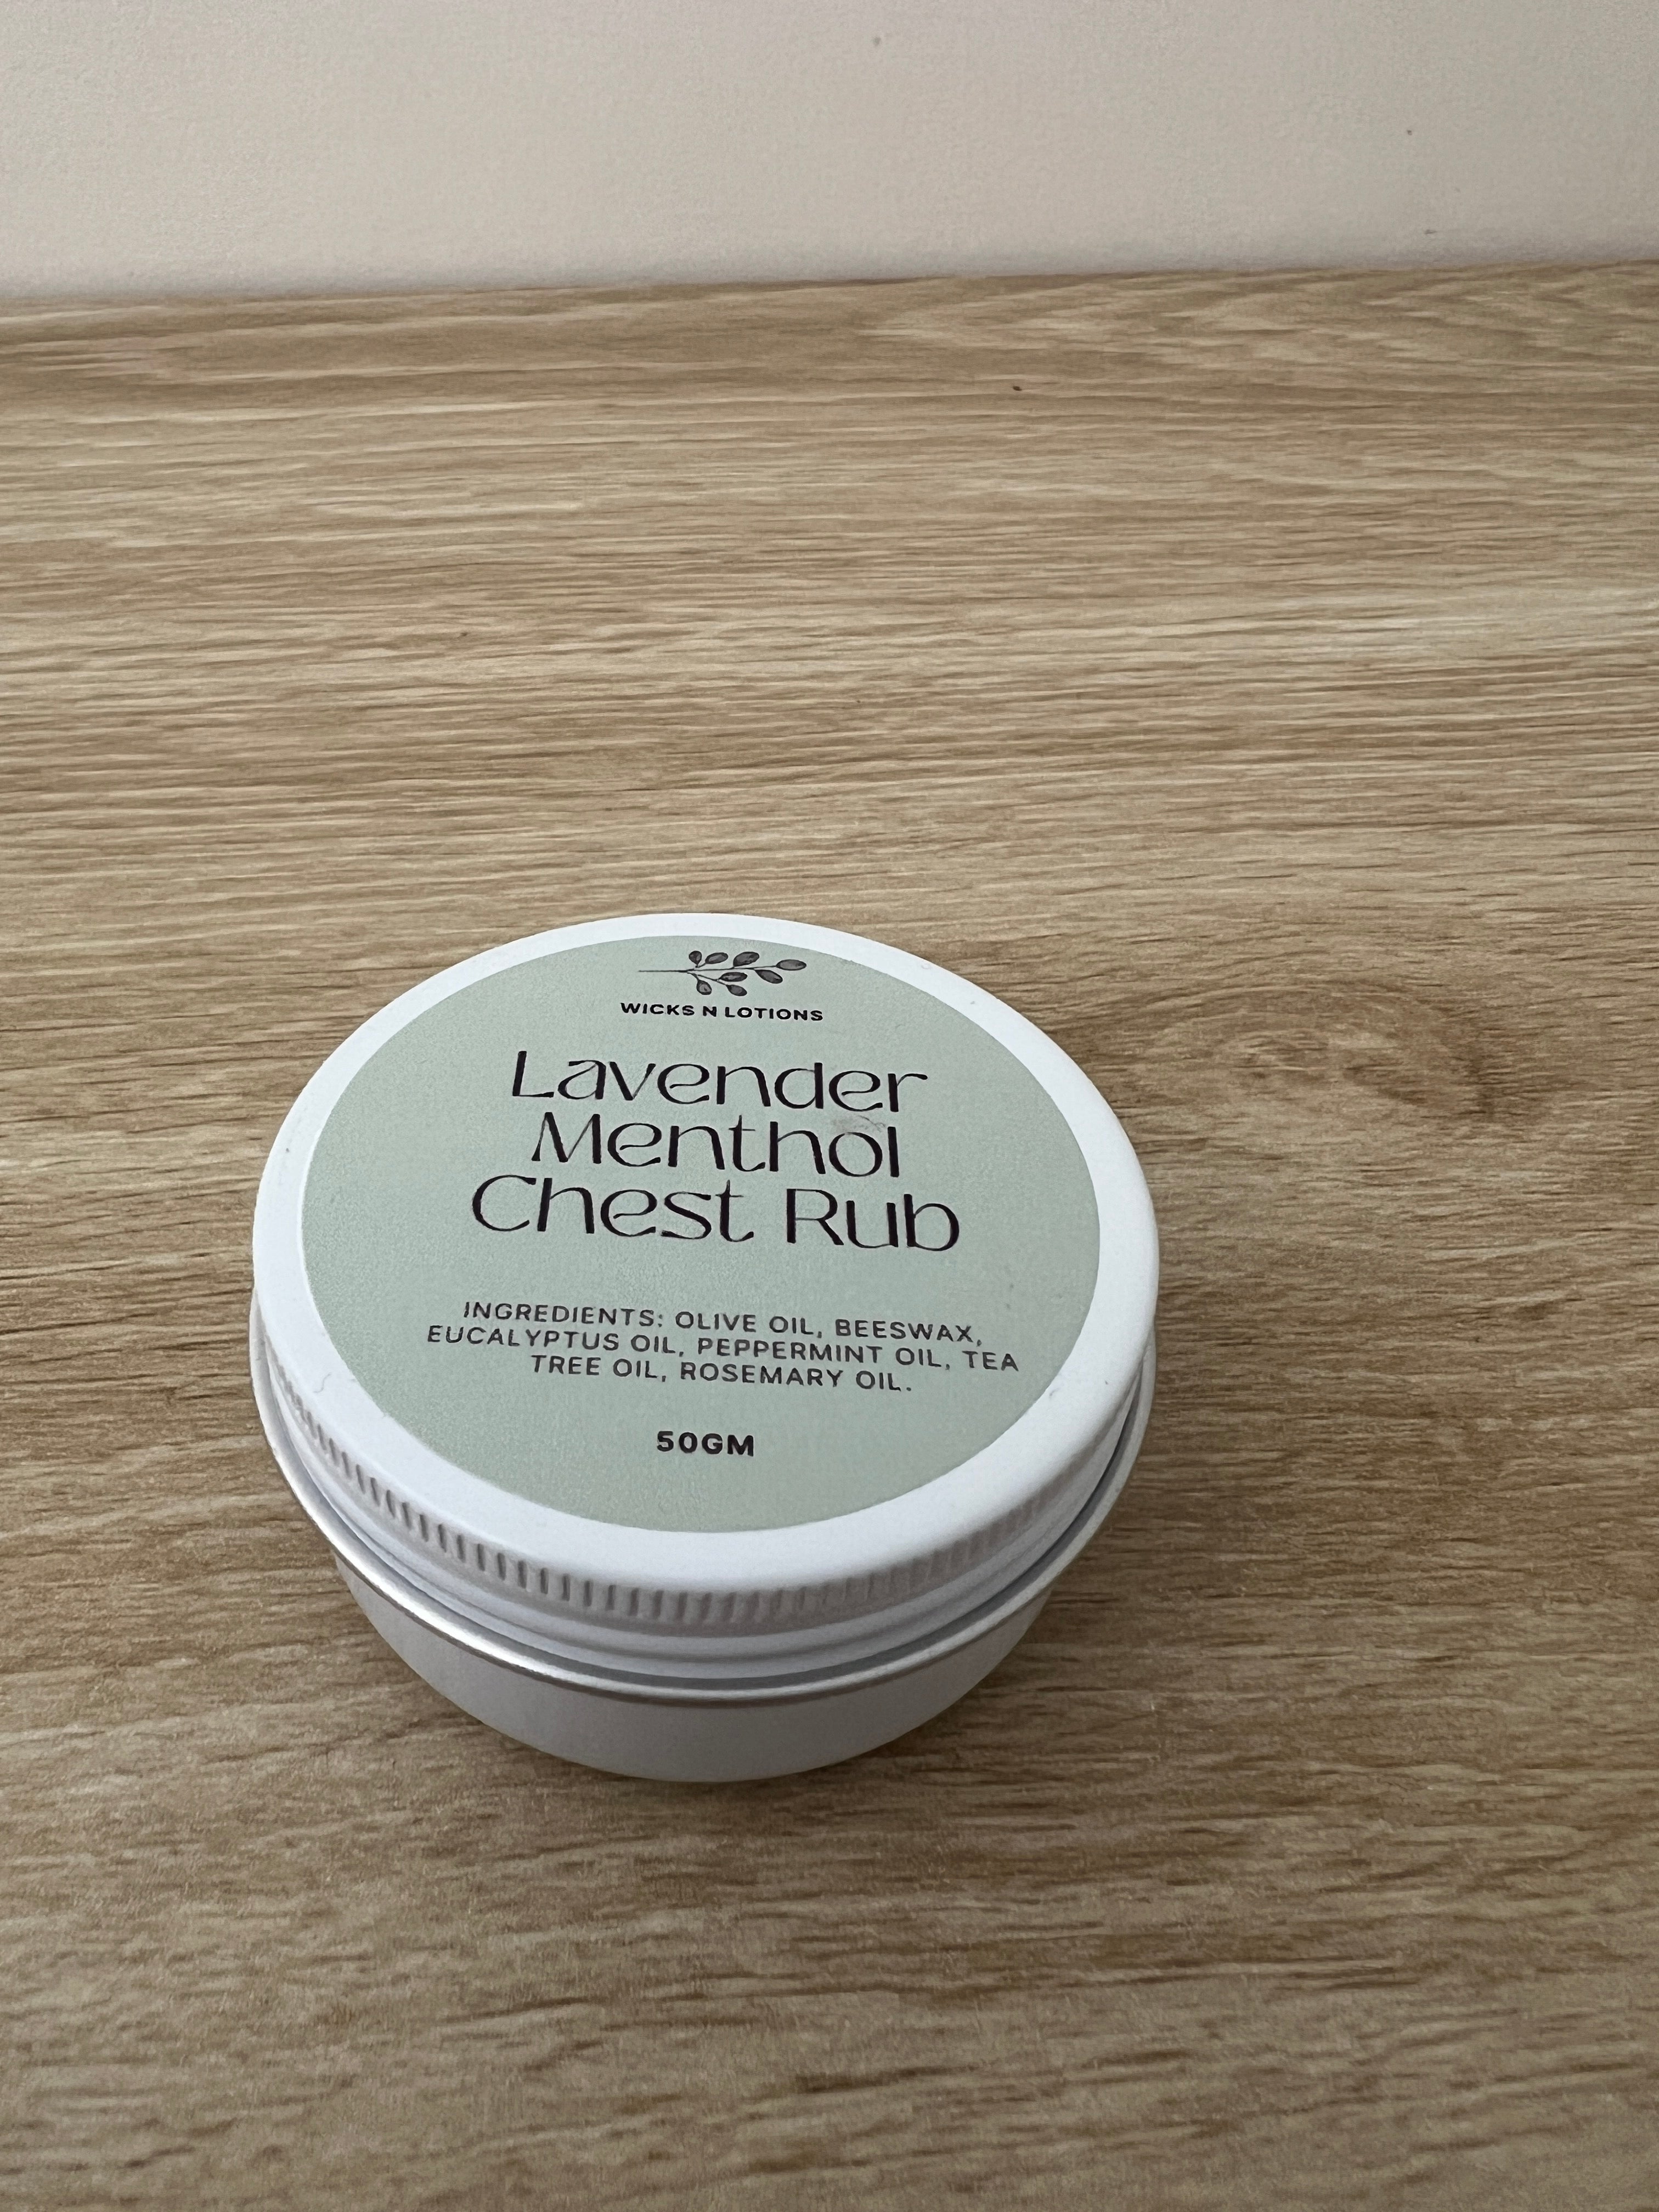 WICKS N LOTIONS
Lavender
Menthol
Chest Rub
INGREDIENTS: OLIVE OIL, BEESWAX,
EUCALYPTUS OIL, PEPPERMINT OIL, TEA
TREE OIL, ROSEMARY OIL.
50GM